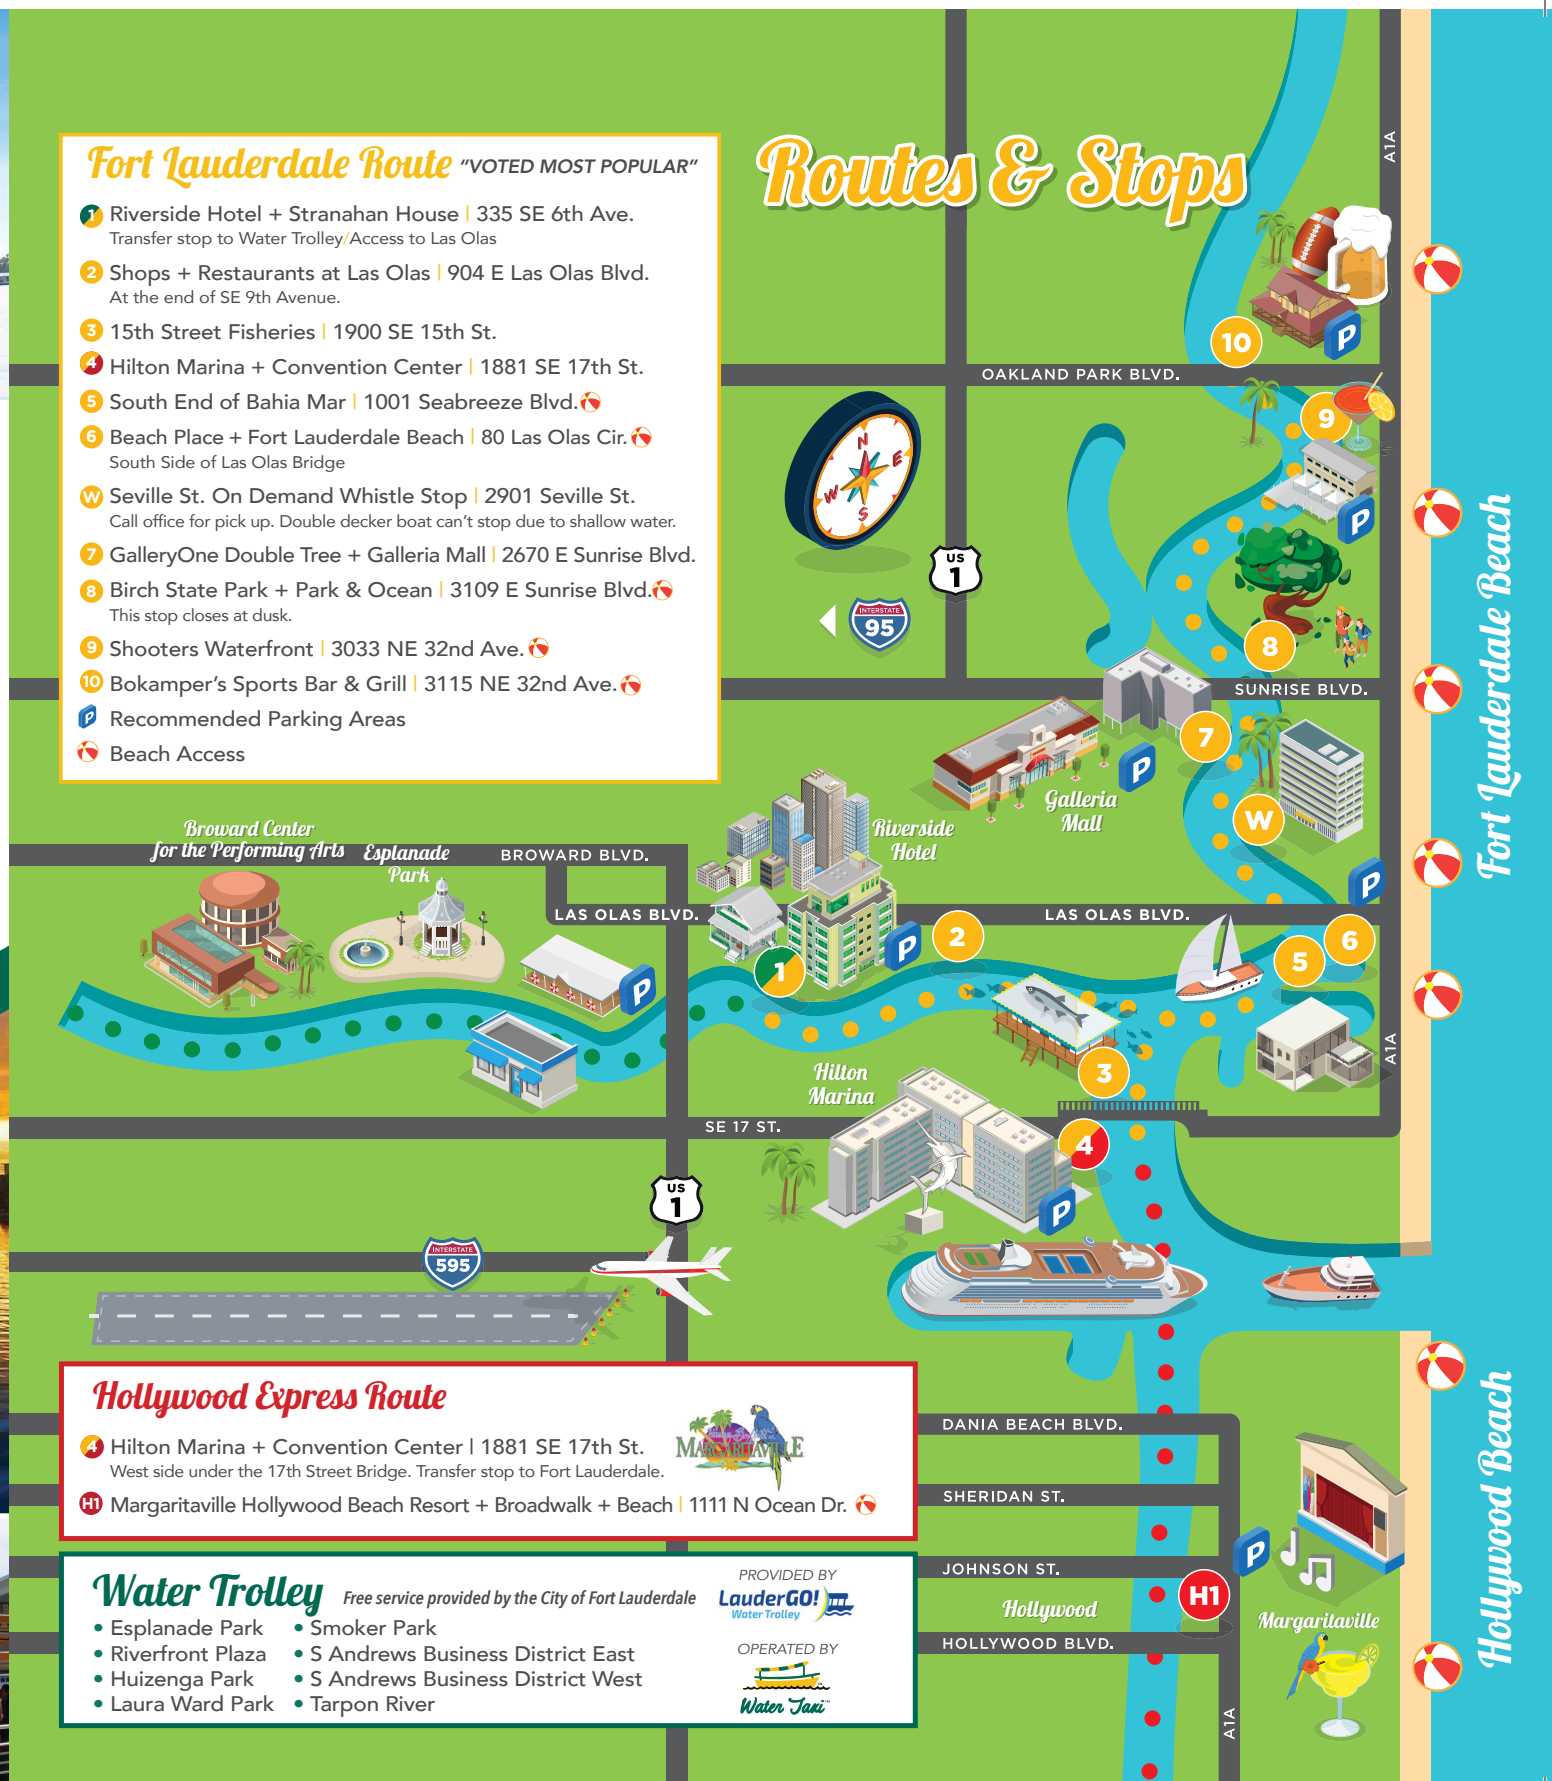 Routes & Stops
Fort Lauderdale Route "VOTED MOST POPULAR"
1 Riverside Hotel + Stranahan House | 335 SE 6th Ave.
Transfer stop to Water Trolley/Access to Las Olas
2 Shops + Restaurants at Las Olas | 904 E Las Olas Blvd.
At the end of SE 9th Avenue.
3 15th Street Fisheries | 1900 SE 15th St.
4 Hilton Marina + Convention Center | 1881 SE 17th St.
5 South End of Bahia Mar | 1001 Seabreeze Blvd.
6 Beach Place + Fort Lauderdale Beach | 80 Las Olas Cir.
South Side of Las Olas Bridge
W Seville St. On Demand Whistle Stop | 2901 Seville St.
Call office for pick up. Double decker boat can't stop due to shallow water.
7 GalleryOne Double Tree + Galleria Mall | 2670 E Sunrise Blvd.
8 Birch State Park + Park & Ocean | 3109 E Sunrise Blvd.
This stop closes at dusk.
9 Shooters Waterfront | 3033 NE 32nd Ave.
10 Bokamper's Sports Bar & Grill | 3115 NE 32nd Ave.
P Recommended Parking Areas
Beach Access
A1A
10
P
OAKLAND PARK BLVD.
9
N
E
W
S
P
US
1
INTERSTATE
95
8
SUNRISE BLVD.
Fort Lauderdale Beach
7
P
Galleria
Mall
W
Riverside
Hotel
Broward Center
for the Performing Arts
Esplanade
Park
BROWARD BLVD.
P
LAS OLAS BLVD.
LAS OLAS BLVD.
1
P
2
5
6
P
3
A1A
Hilton
Marina
SE 17 ST.
4
P
US
1
INTERSTATE
595
Hollywood Express Route
4 Hilton Marina + Convention Center | 1881 SE 17th St.
West side under the 17th Street Bridge. Transfer stop to Fort Lauderdale.
H1 Margaritaville Hollywood Beach Resort + Broadwalk + Beach | 1111 N Ocean Dr.
MARGARITAVILLE
DANIA BEACH BLVD.
SHERIDAN ST.
JOHNSON ST.
P
Hollywood
H1
HOLLYWOOD BLVD.
Margaritaville
A1A
Hollywood Beach
Water Trolley Free service provided by the City of Fort Lauderdale
• Esplanade Park
• Riverfront Plaza
• Huizenga Park
• Laura Ward Park
• Smoker Park
• S Andrews Business District East
• S Andrews Business District West
• Tarpon River
PROVIDED BY
LauderGO!
Water Trolley
OPERATED BY
Water Taxi™